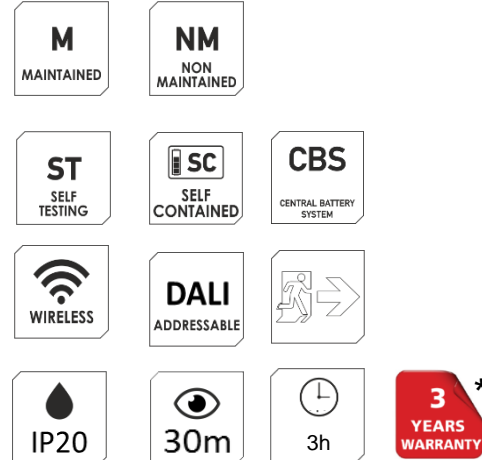 M
MAINTAINED
NM
NON
MAINTAINED
ST
SELF
TESTING
SC
SELF
CONTAINED
CBS
CENTRAL BATTERY
SYSTEM
WIRELESS
DALI
ADDRESSABLE
IP20
30m
3h
3
YEARS
WARRANTY
*